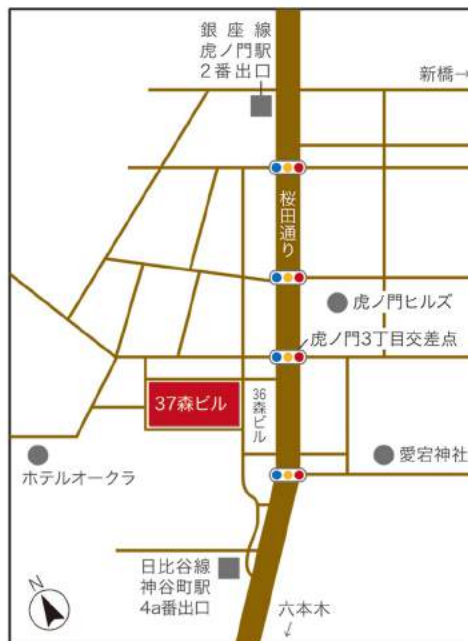 銀座線
虎ノ門駅
2番出口
新橋→
桜田通り
虎ノ門ヒルズ
虎ノ門3丁目交差点
37森ビル
36森ビル
愛宕神社
ホテルオークラ
日比谷線
神谷町駅
4a番出口
六本木
↓
N